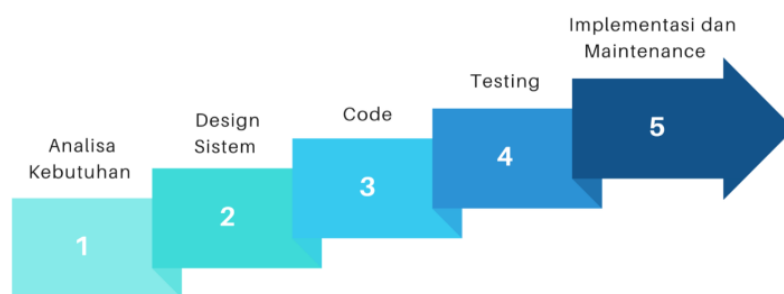 Analisa
Kebutuhan
1
Design
Sistem
2
Code
3
Testing
4
Implementasi dan
Maintenance
5